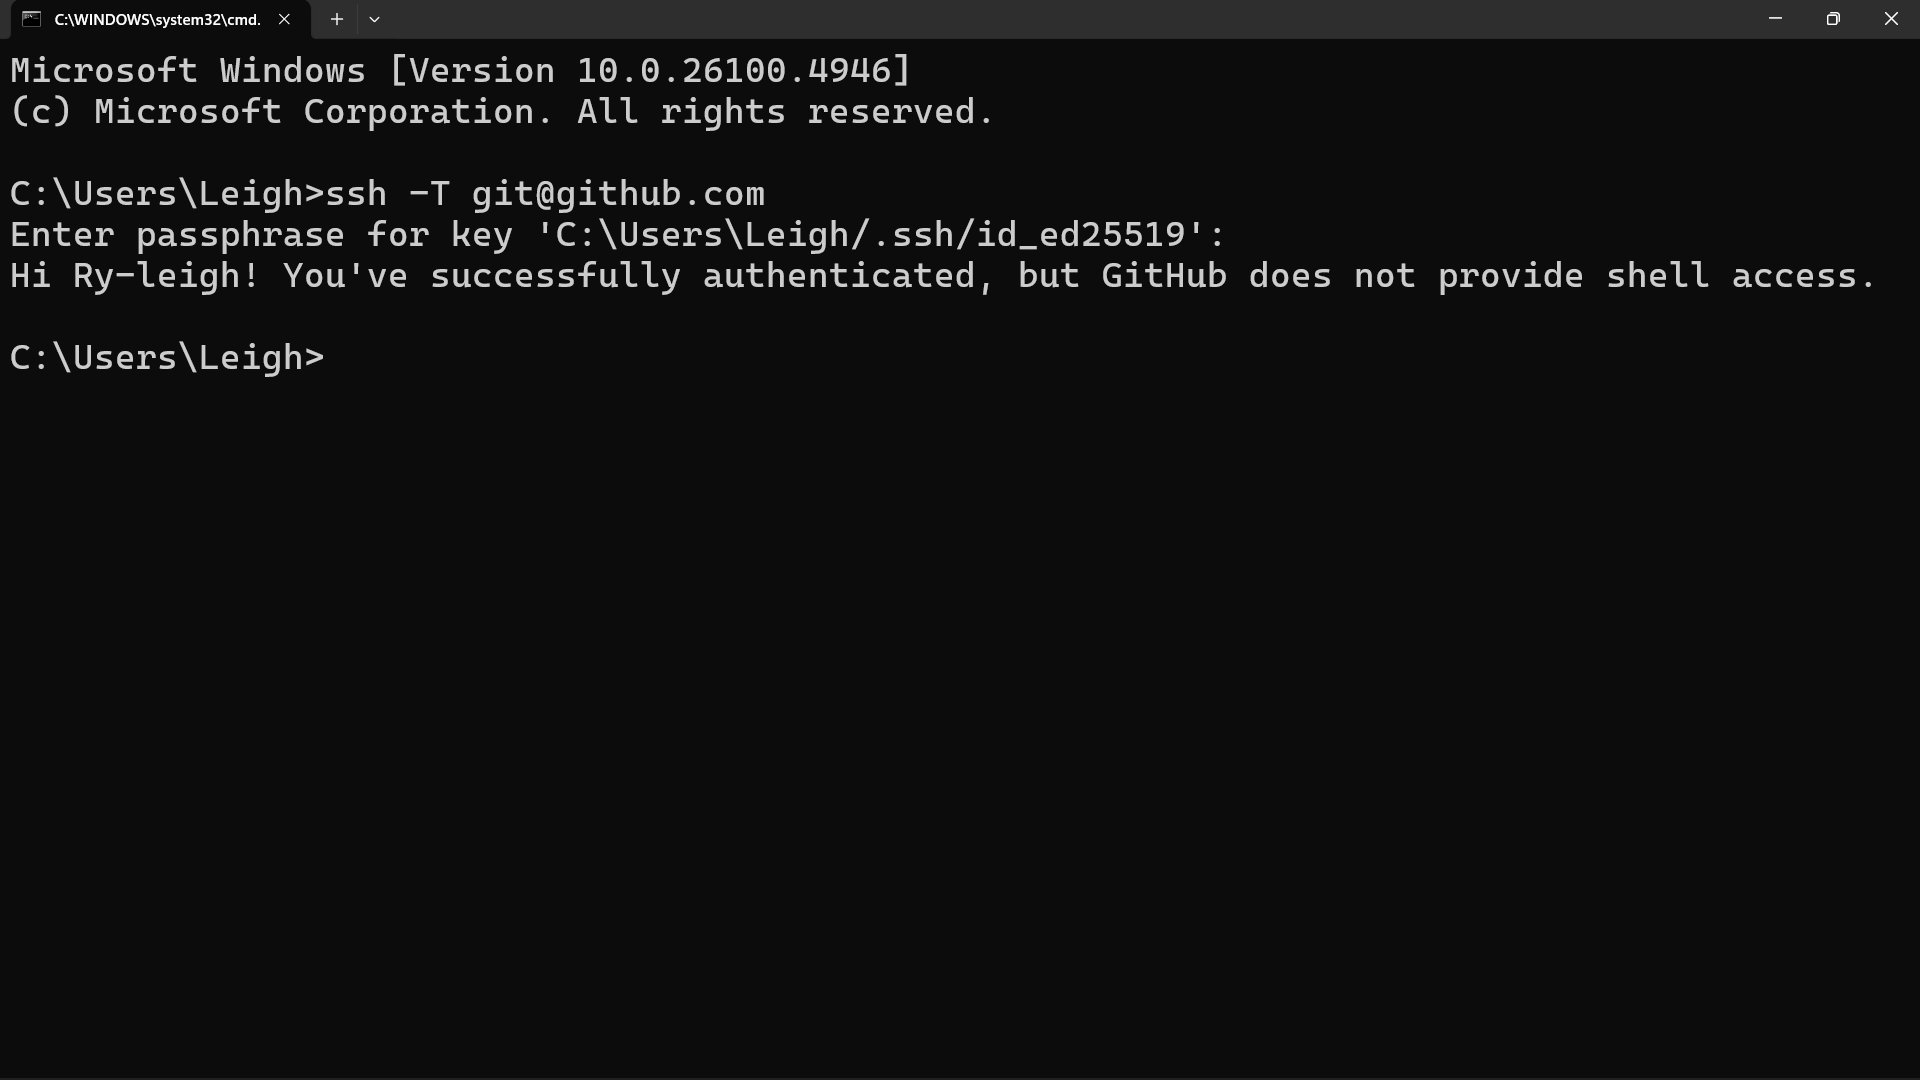 C:\WINDOWS\system32\cmd.
Microsoft Windows [Version 10.0.26100.4946]
(c) Microsoft Corporation. All rights reserved.
C:\Users\Leigh>ssh -T git@github.com
Enter passphrase for key 'C:\Users\Leigh/.ssh/id_ed25519':
Hi Ry-leigh! You've successfully authenticated, but GitHub does not provide shell access.
C:\Users\Leigh>